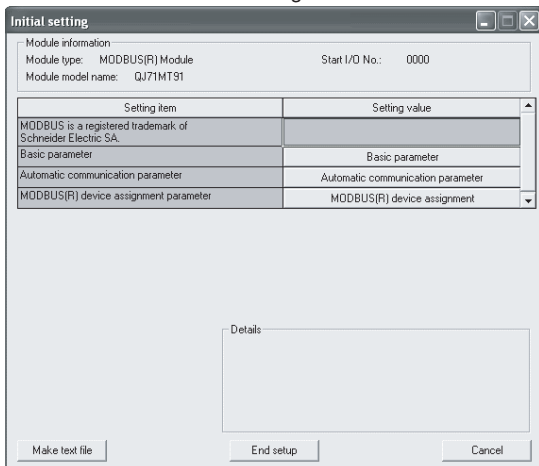 Initial setting
Module information
Module type: MODBUS(R) Module Start I/O No.: 0000
Module model name: QJ71MT91
Setting item Setting value
MODBUS is a registered trademark of
Schneider Electric SA.
Basic parameter Basic parameter
Automatic communication parameter Automatic communication parameter
MODBUS(R) device assignment parameter MODBUS(R) device assignment
Details
Make text file End setup Cancel